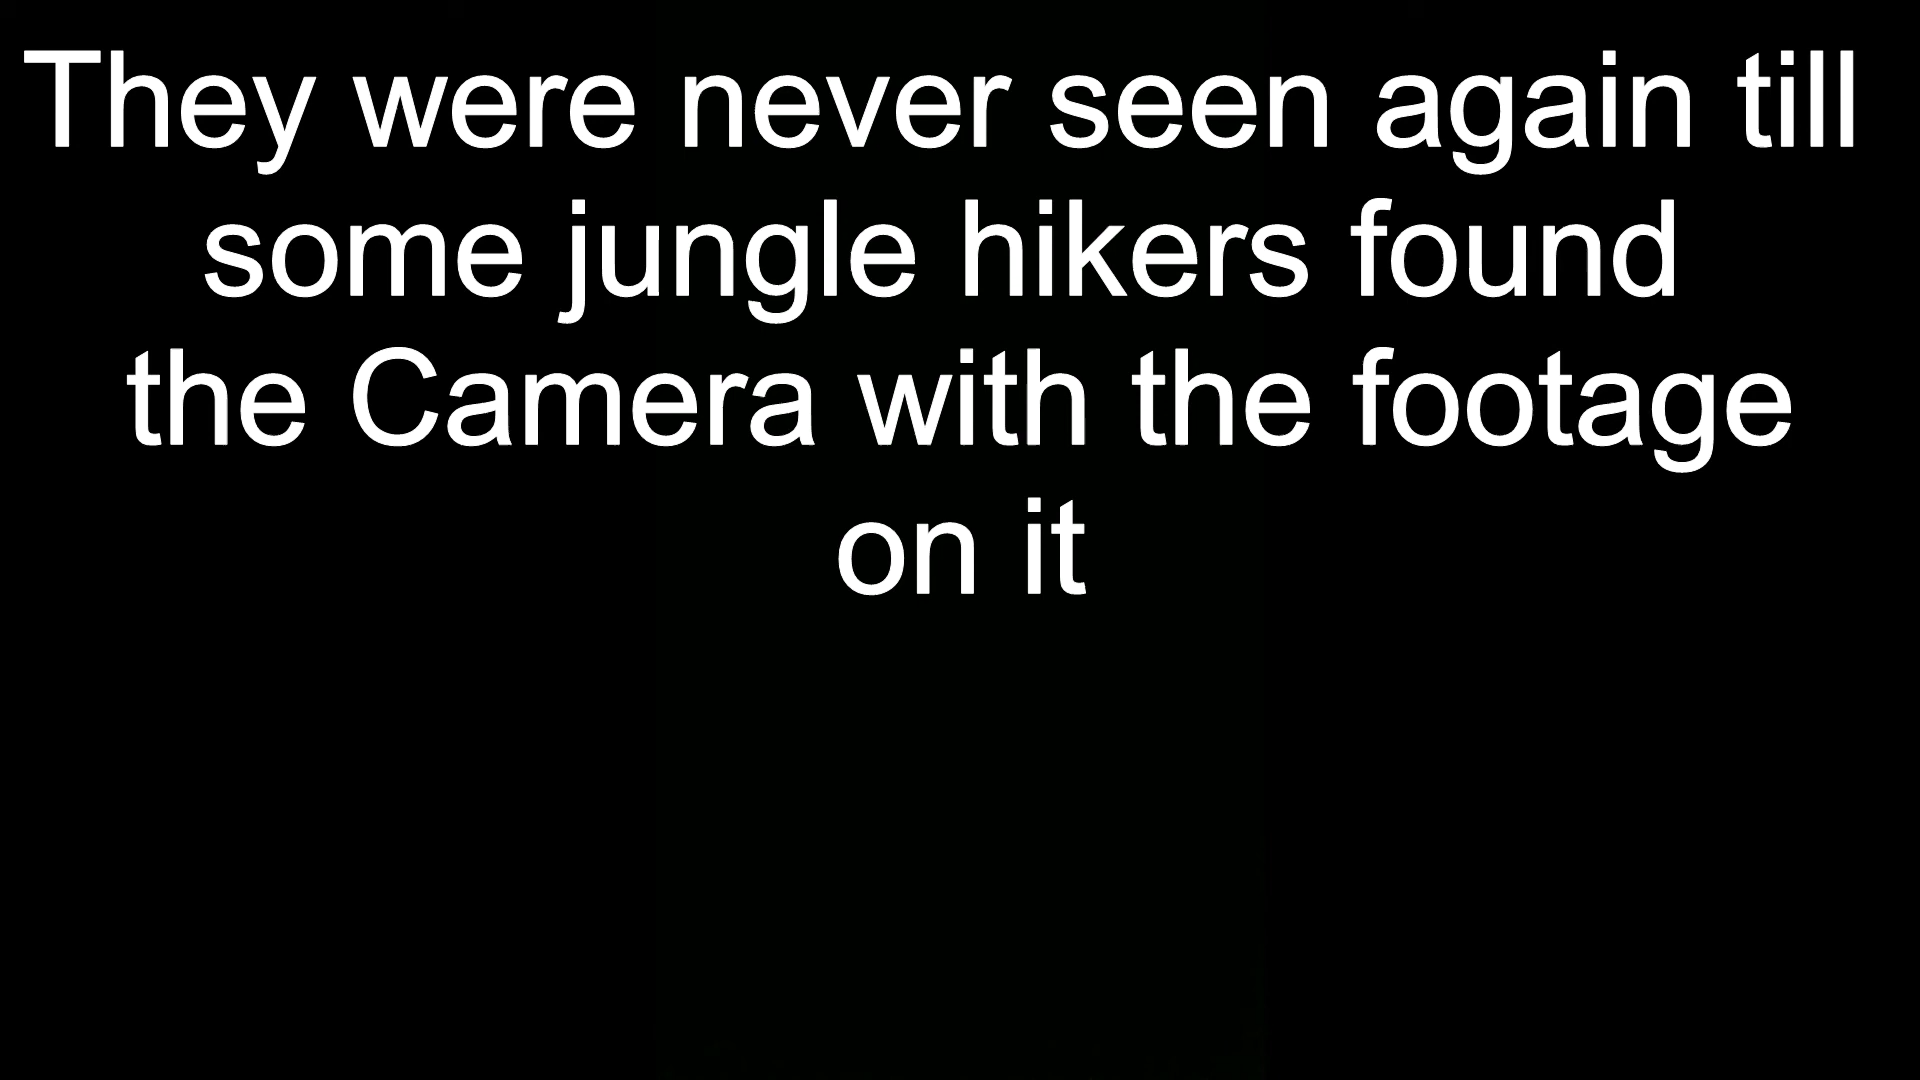 They were never seen again till
some jungle hikers found
the Camera with the footage
on it